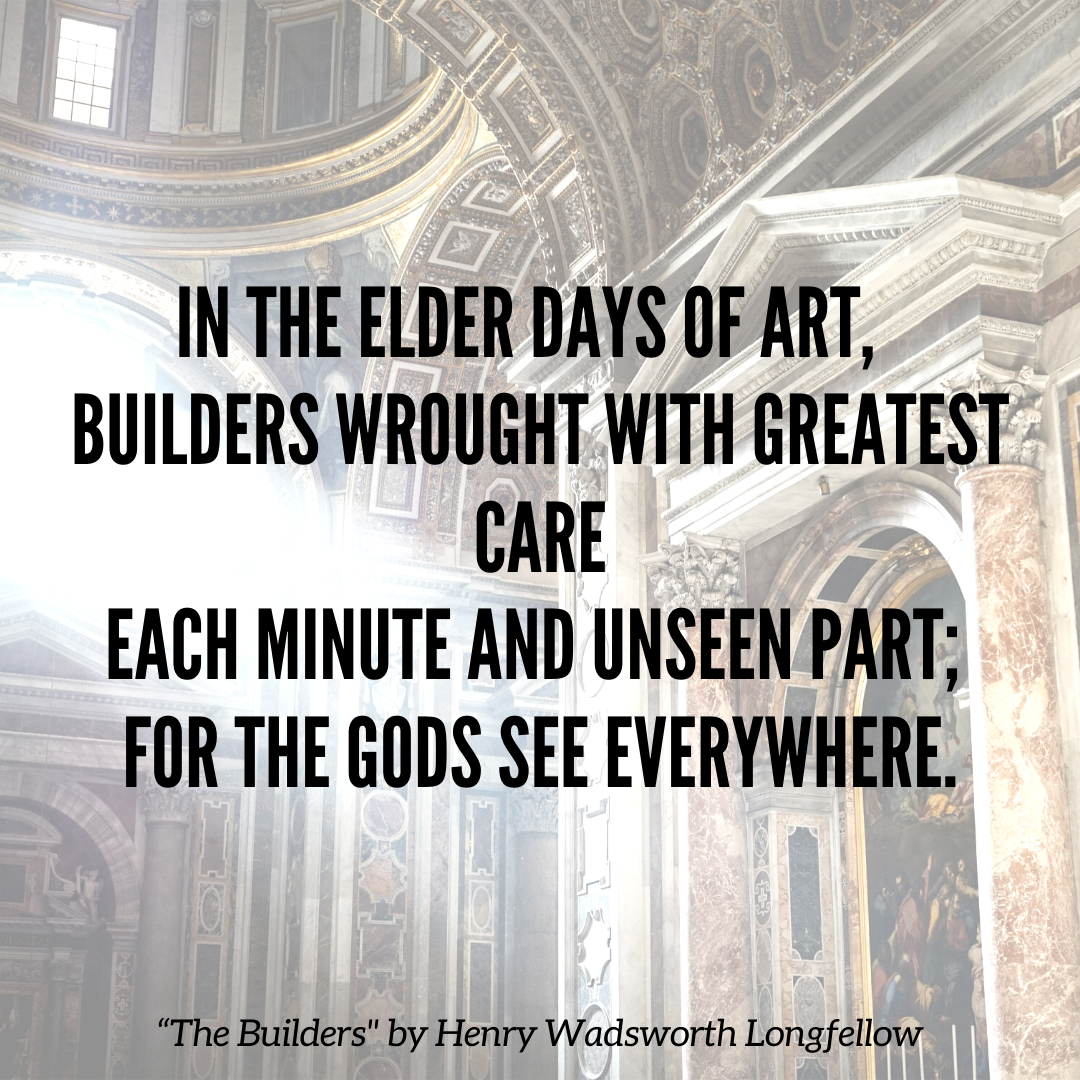 IN THE ELDER DAYS OF ART,
BUILDERS WROUGHT WITH GREATEST
CARE
EACH MINUTE AND UNSEEN PART;
FOR THE GODS SEE EVERYWHERE.
“The Builders" by Henry Wadsworth Longfellow